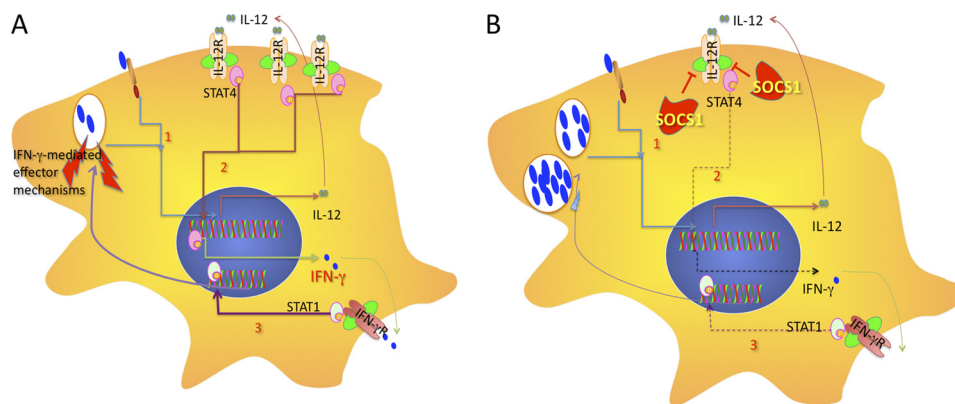 A
IL-12
IL-12R
IL-12R
IL-12R
STAT4
1
2
IFN-γ-mediated
effector
mechanisms
IL-12
IFN-γ
STAT1
IFN-γR
3
B
IL-12
IL-12R
SOCS1
SOCS1
STAT4
1
2
IL-12
IFN-γ
STAT1
IFN-γR
3